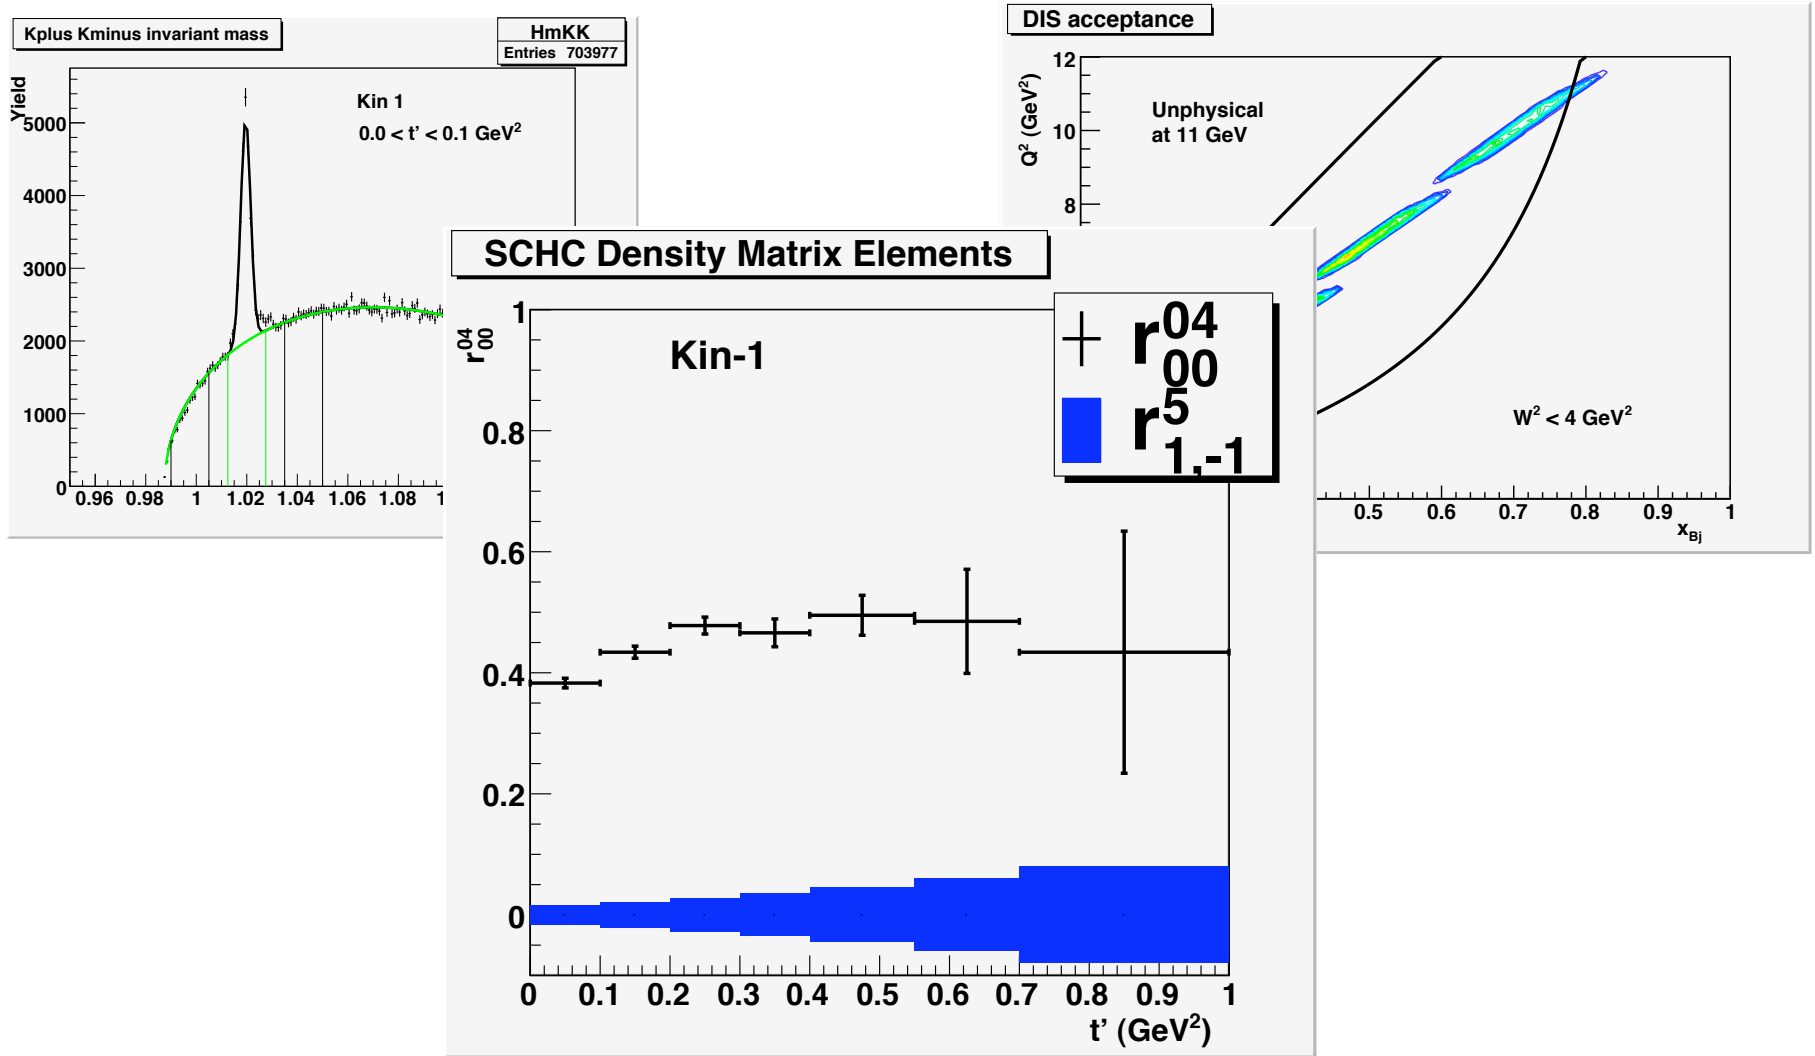 Kplus Kminus invariant mass
HmKK
Entries 703977
Yield
Kin 1
0.0 < t' < 0.1 GeV²
5000
4000
3000
2000
1000
0
0.96 0.98 1 1.02 1.04 1.06 1.08 1
DIS acceptance
Q² (GeV²)
12
10
8
Unphysical
at 11 GeV
W² < 4 GeV²
0.5 0.6 0.7 0.8 0.9 1
x_Bj
SCHC Density Matrix Elements
r⁰⁴₀₀
Kin-1
r⁰⁴₀₀
r⁵₁,₋₁
1
0.8
0.6
0.4
0.2
0
0 0.1 0.2 0.3 0.4 0.5 0.6 0.7 0.8 0.9 1
t' (GeV²)